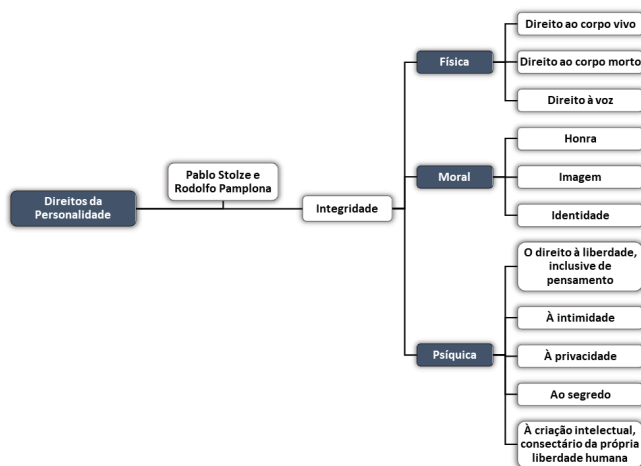 Direitos da
Personalidade
Pablo Stolze e
Rodolfo Pamplona
Integridade
Física
Direito ao corpo vivo
Direito ao corpo morto
Direito à voz
Moral
Honra
Imagem
Identidade
Psíquica
O direito à liberdade,
inclusive de
pensamento
À intimidade
À privacidade
Ao segredo
À criação intelectual,
consectário da própria
liberdade humana